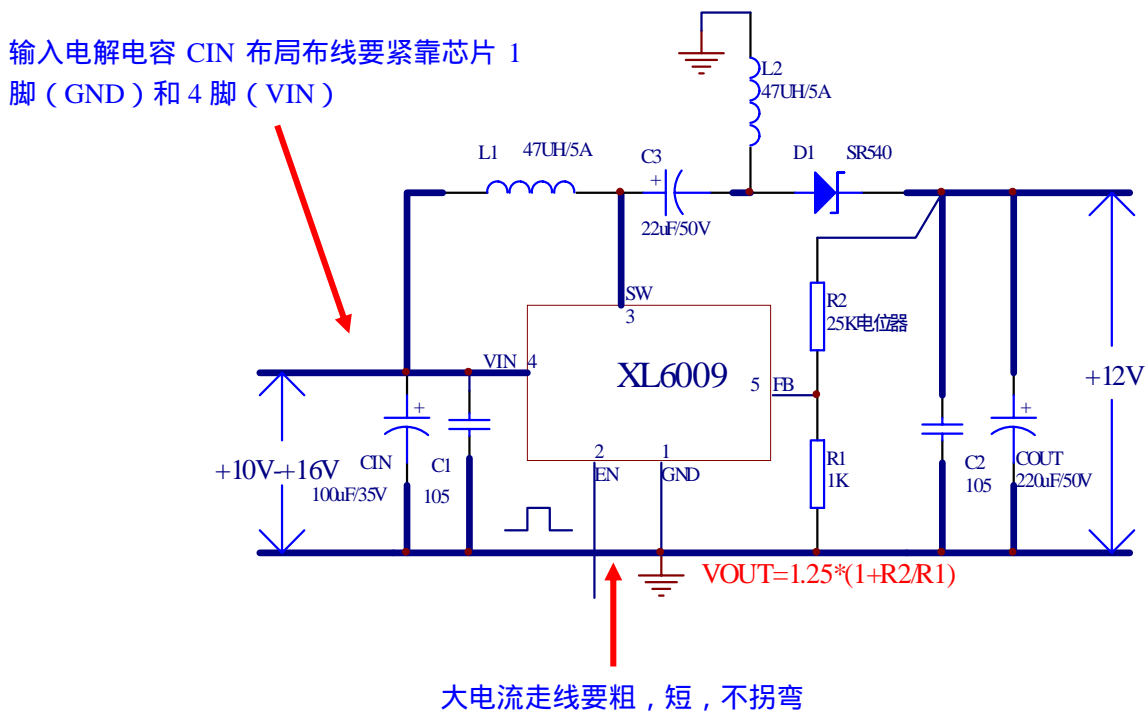 输入电解电容 CIN 布局布线要紧靠芯片 1
脚（GND）和 4 脚（VIN）
L2
47UH/5A
L1
47UH/5A
C3
+
22uF/50V
D1
SR540
SW
3
R2
25K电位器
VIN 4
XL6009
5 FB
+12V
+
+
+10V-+16V
CIN
100uF/35V
C1
105
2
EN
1
GND
R1
1K
C2
105
COUT
220uF/50V
VOUT=1.25*(1+R2/R1)
大电流走线要粗，短，不拐弯